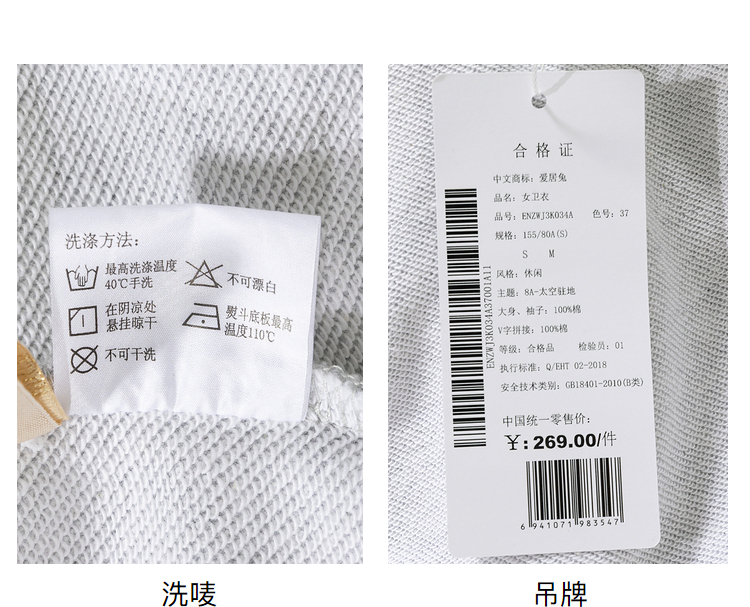 洗涤方法:
最高洗涤温度
40℃手洗
不可漂白
在阴凉处
悬挂晾干
熨斗底板最高
温度110℃
不可干洗
合格证
中文商标: 爱居兔
品名: 女卫衣
品号: ENZWJ3K034A 色号: 37
规格: 155/80A(S)
S M
风格: 休闲
主题: 8A-太空驻地
大身、袖子: 100%棉
V字拼接: 100%棉
等级: 合格品 检验员: 01
执行标准: Q/EHT 02-2018
安全技术类别: GB18401-2010(B类)
ENZWJ3K034A37001A11
中国统一零售价:
¥: 269.00/件
6 941071 983547
洗唛
吊牌